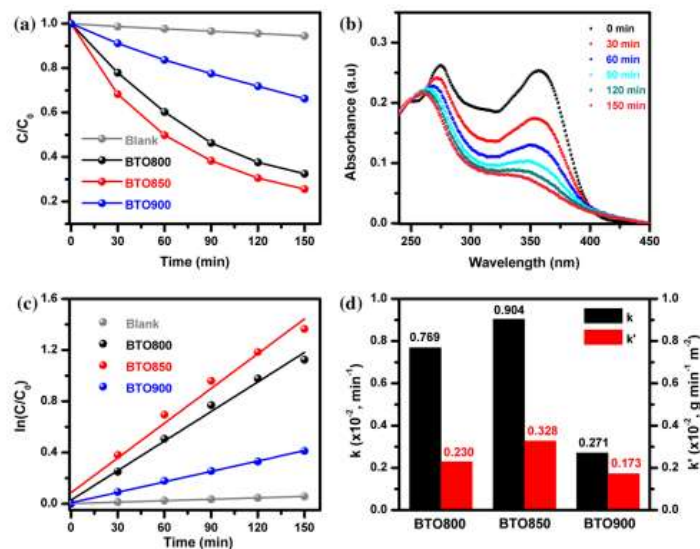 (a)
1.0
0.8
0.6
0.4
0.2
C/C0
Blank
BTO800
BTO850
BTO900
0 30 60 90 120 150
Time (min)
(b)
0.3
0.2
0.1
0.0
Absorbance (a.u)
0 min
30 min
60 min
90 min
120 min
150 min
250 300 350 400 450
Wavelength (nm)
(c)
1.6
1.2
0.8
0.4
0.0
ln(C/C0)
Blank
BTO800
BTO850
BTO900
0 30 60 90 120 150
Time (min)
(d)
1.0
0.8
0.6
0.4
0.2
0.0
k (x10-2, min-1)
0.769
0.230
0.904
0.328
0.271
0.173
k
k'
BTO800 BTO850 BTO900
1.0
0.8
0.6
0.4
0.2
0.0
k' (x10-2, g min-1 m-2)